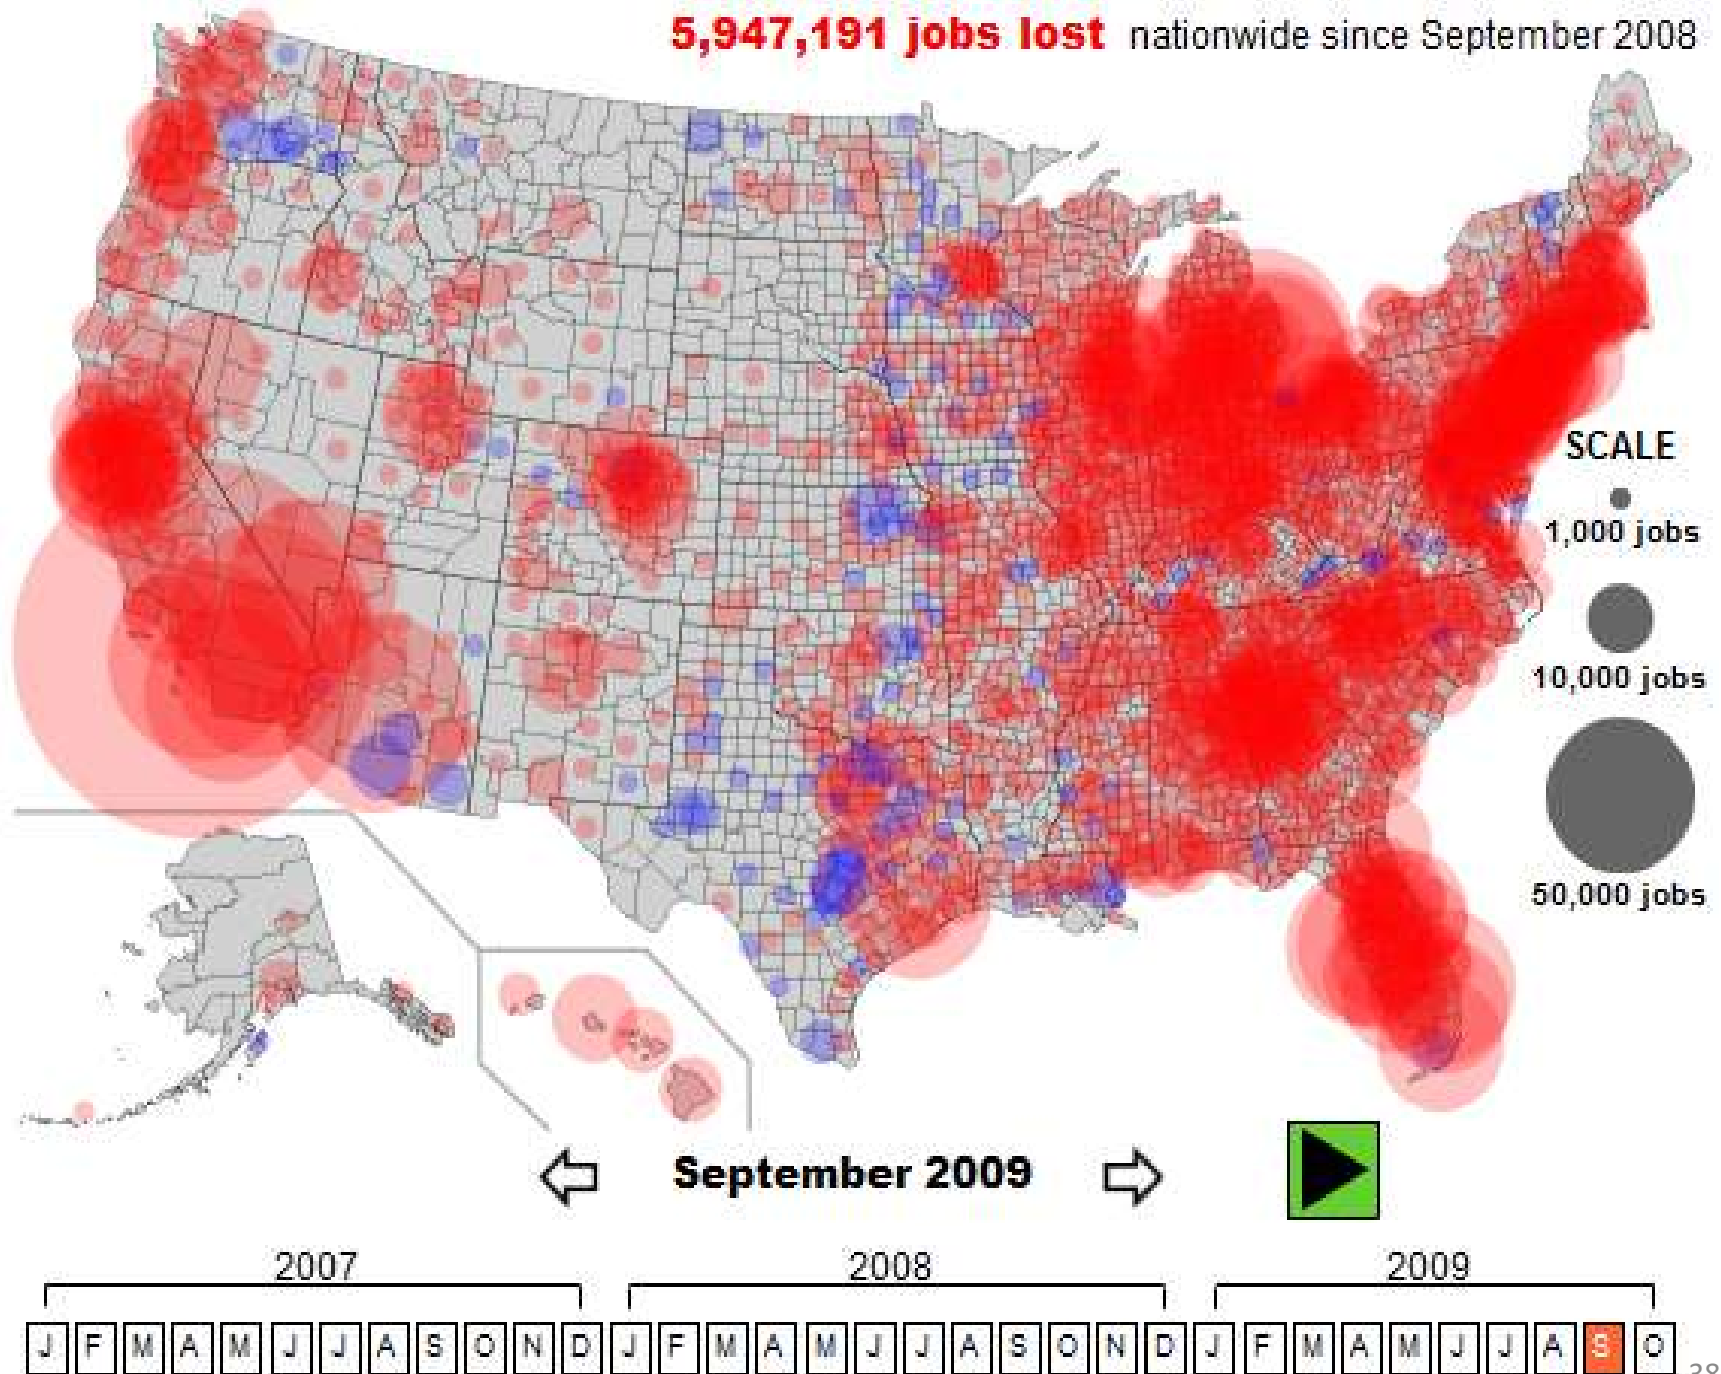 5,947,191 jobs lost nationwide since September 2008
SCALE
1,000 jobs
10,000 jobs
50,000 jobs
September 2009
2007 2008 2009
J F M A M J J A S O N D J F M A M J J A S O N D J F M A M J J A S O
38